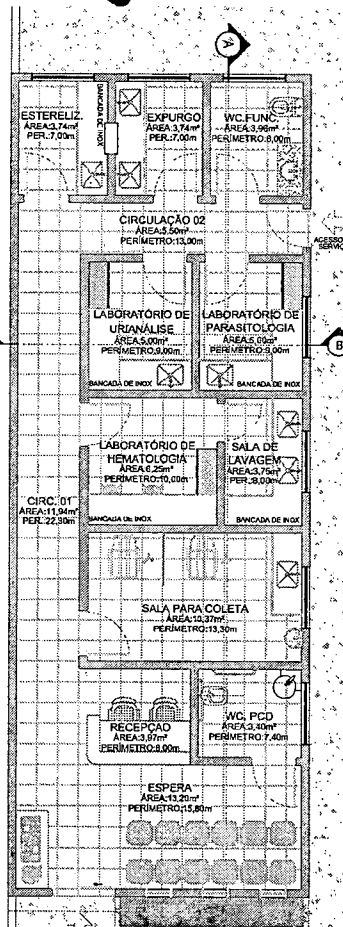 A
ESTERELIZ.
ÁREA:3,74m²
PER.:7,00m
BANCADA DE INOX
EXPURGO
ÁREA:3,74m²
PER.:7,00m
WC.FUNC.
ÁREA:3,96m²
PERÍMETRO:8,00m
CIRCULAÇÃO 02
ÁREA:5,50m²
PERÍMETRO:13,00m
ACESSO
SERVIÇO
LABORATÓRIO DE
URIANÁLISE
ÁREA:5,00m²
PERÍMETRO:9,00m
BANCADA DE INOX
LABORATÓRIO DE
PARASITOLOGIA
ÁREA:5,00m²
PERÍMETRO:9,00m
BANCADA DE INOX
B
LABORATÓRIO DE
HEMATOLOGIA
ÁREA:6,25m²
PERÍMETRO:10,00m
BANCADA DE INOX
SALA DE
LAVAGEM
ÁREA:3,75m²
PER.:8,00m
BANCADA DE INOX
CIRC. 01
ÁREA:11,94m²
PER.:22,30m
SALA PARA COLETA
ÁREA:10,37m²
PERÍMETRO:13,30m
RECEPÇÃO
ÁREA:3,97m²
PERÍMETRO:8,00m
WC. PCD
ÁREA:3,40m²
PERÍMETRO:7,40m
ESPERA
ÁREA:13,20m²
PERÍMETRO:15,80m